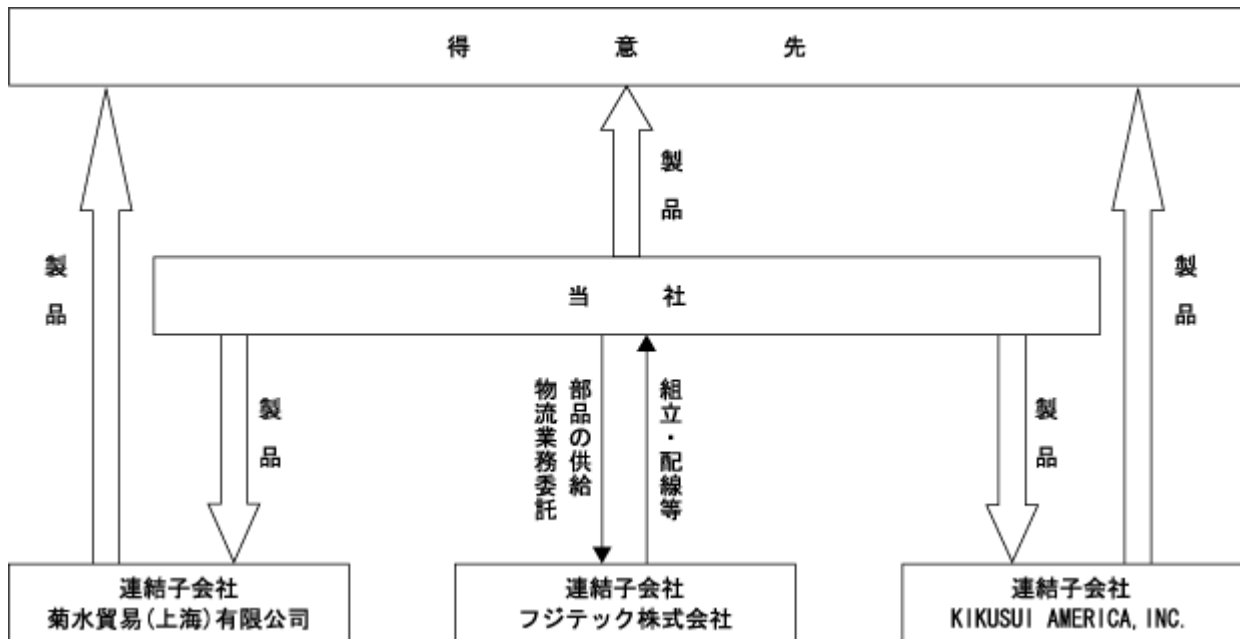 得意先
製品
製品
製品
当社
製品
部品の供給
物流業務委託
組立・配線等
製品
連結子会社
菊水貿易(上海)有限公司
連結子会社
フジテック株式会社
連結子会社
KIKUSUI AMERICA, INC.